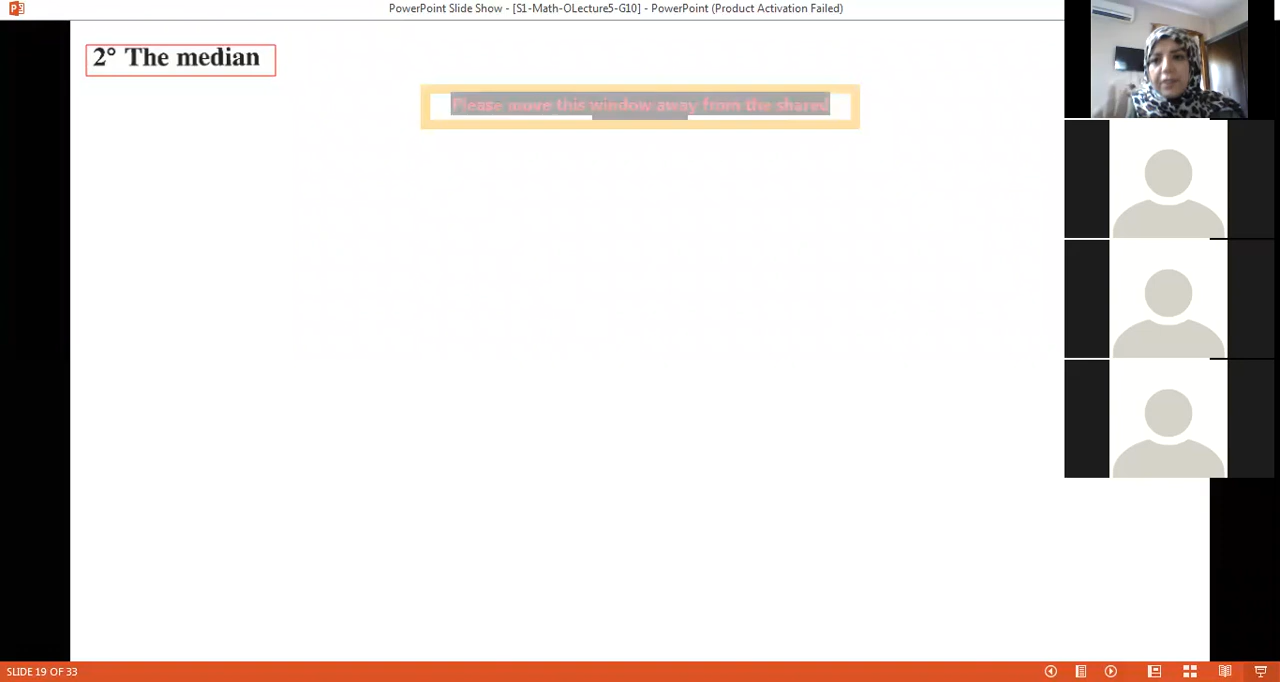 PowerPoint Slide Show - [S1-Math-OLecture5-G10] - PowerPoint (Product Activation Failed)
2° The median
Please move this window away from the shared
SLIDE 19 OF 33